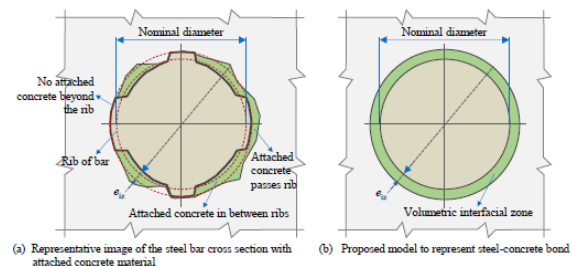 Nominal diameter
No attached
concrete beyond
the rib
Rib of bar
Attached
concrete
passes rib
e_u
Attached concrete in between ribs
(a) Representative image of the steel bar cross section with
attached concrete material
Nominal diameter
e_u
Volumetric interfacial zone
(b) Proposed model to represent steel-concrete bond